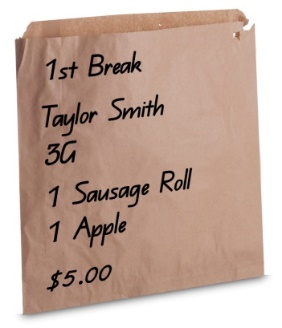 1st Break
Taylor Smith
3G
1 Sausage Roll
1 Apple
$5.00